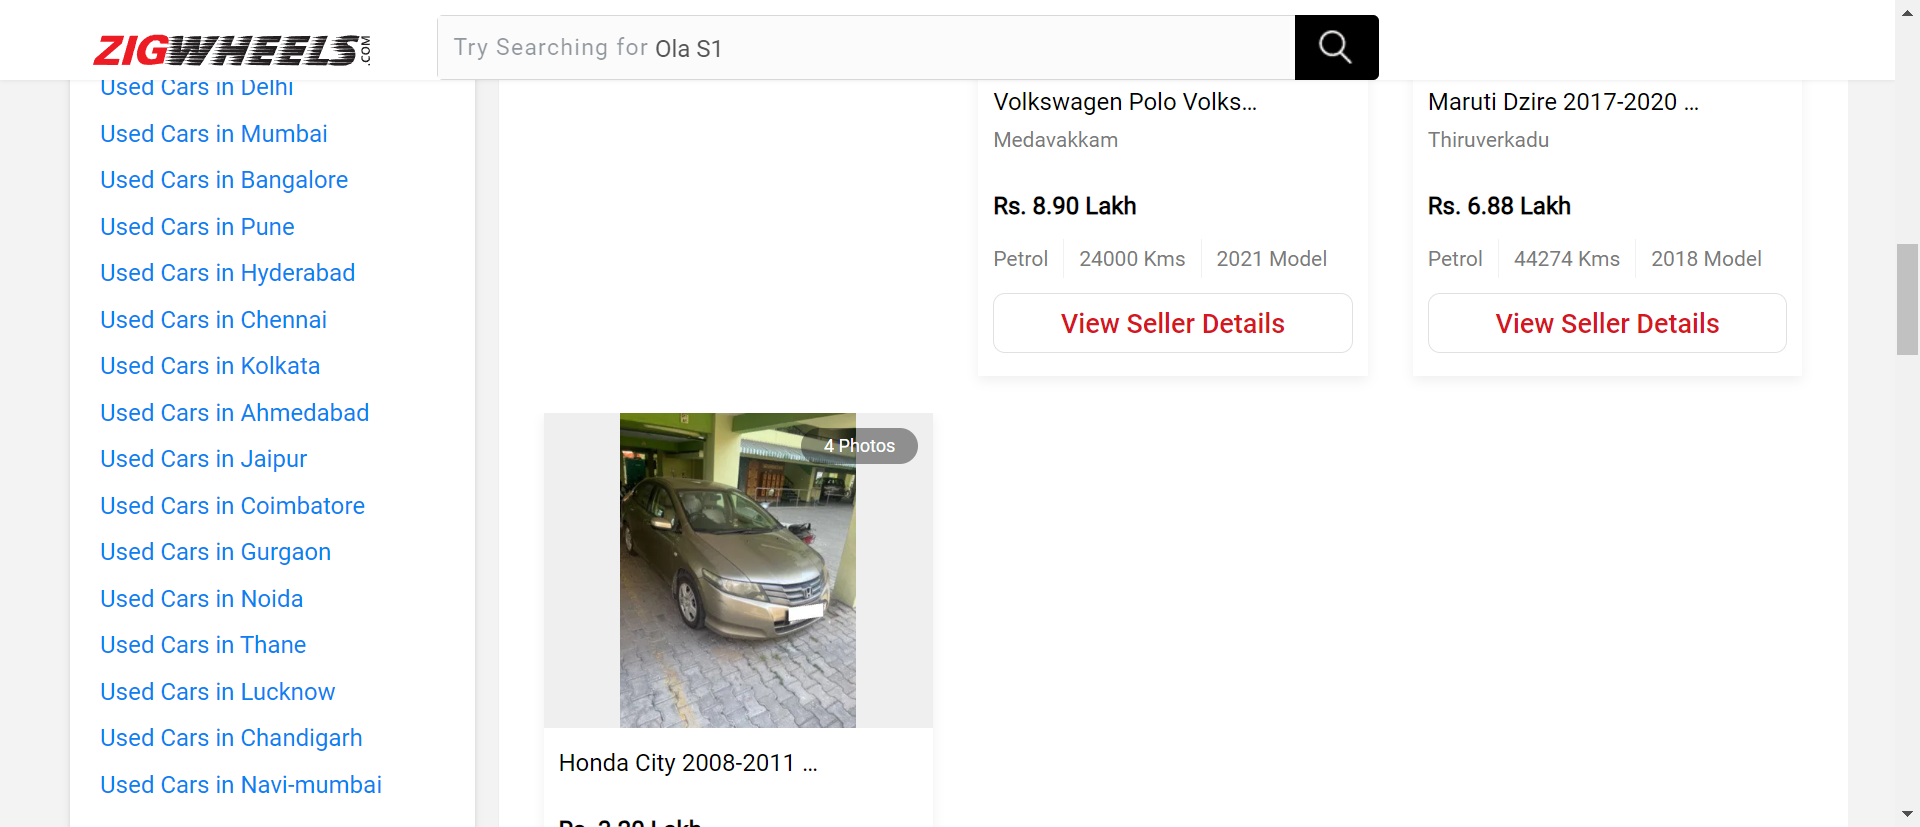 ZIGWHEELS.COM
Try Searching for Ola S1
Used Cars in Delhi
Used Cars in Mumbai
Used Cars in Bangalore
Used Cars in Pune
Used Cars in Hyderabad
Used Cars in Chennai
Used Cars in Kolkata
Used Cars in Ahmedabad
Used Cars in Jaipur
Used Cars in Coimbatore
Used Cars in Gurgaon
Used Cars in Noida
Used Cars in Thane
Used Cars in Lucknow
Used Cars in Chandigarh
Used Cars in Navi-mumbai
Volkswagen Polo Volks...
Medavakkam
Rs. 8.90 Lakh
Petrol 24000 Kms 2021 Model
View Seller Details
Maruti Dzire 2017-2020 ...
Thiruverkadu
Rs. 6.88 Lakh
Petrol 44274 Kms 2018 Model
View Seller Details
4 Photos
Honda City 2008-2011 ...
Rs. Lakh